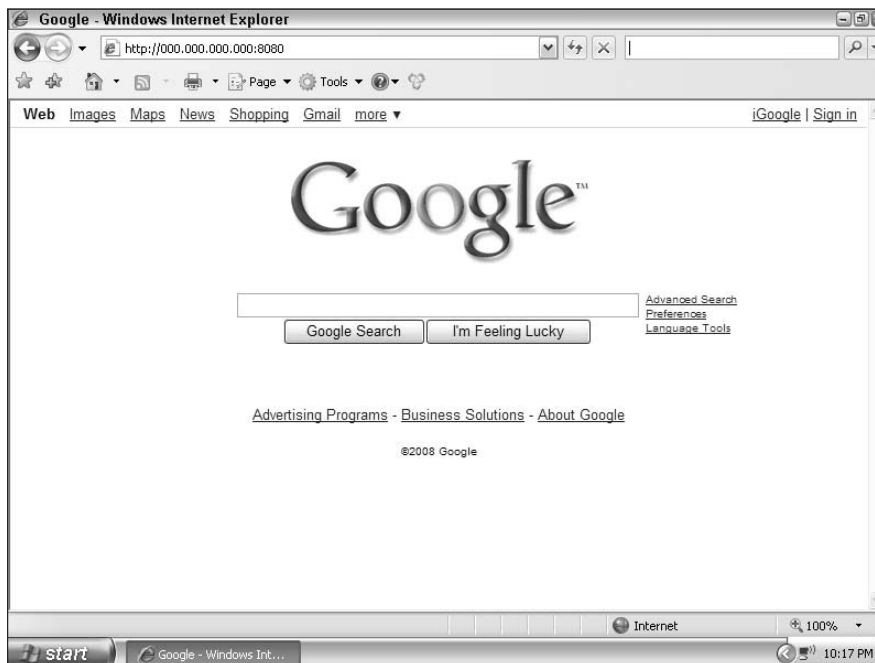 Google - Windows Internet Explorer
http://000.000.000.000:8080
Page Tools
Web Images Maps News Shopping Gmail more ▼ iGoogle | Sign in
Google™
Advanced Search
Preferences
Language Tools
Google Search I'm Feeling Lucky
Advertising Programs - Business Solutions - About Google
©2008 Google
Internet 100%
start Google - Windows Int... 10:17 PM